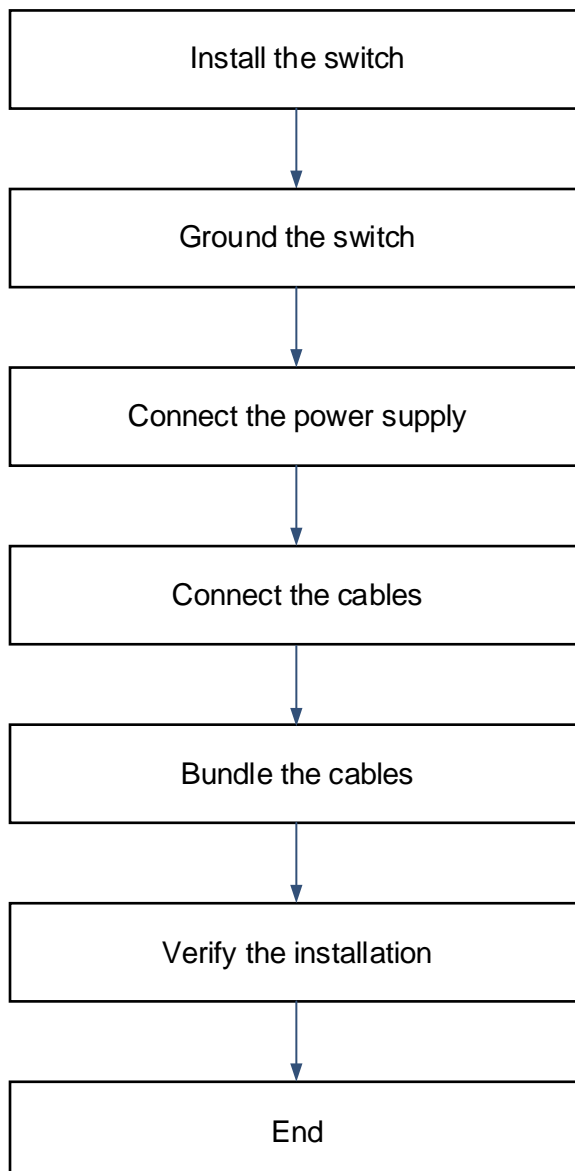 Install the switch
Ground the switch
Connect the power supply
Connect the cables
Bundle the cables
Verify the installation
End